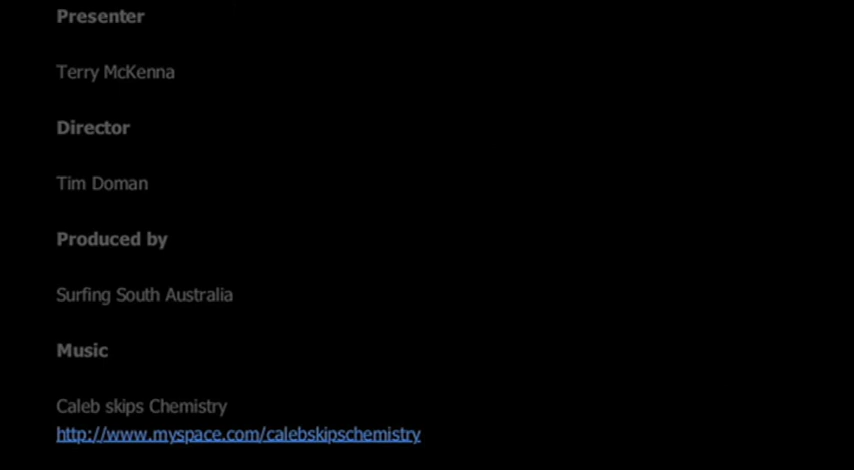 Presenter
Terry McKenna
Director
Tim Doman
Produced by
Surfing South Australia
Music
Caleb skips Chemistry
http://www.myspace.com/calebskipschemistry